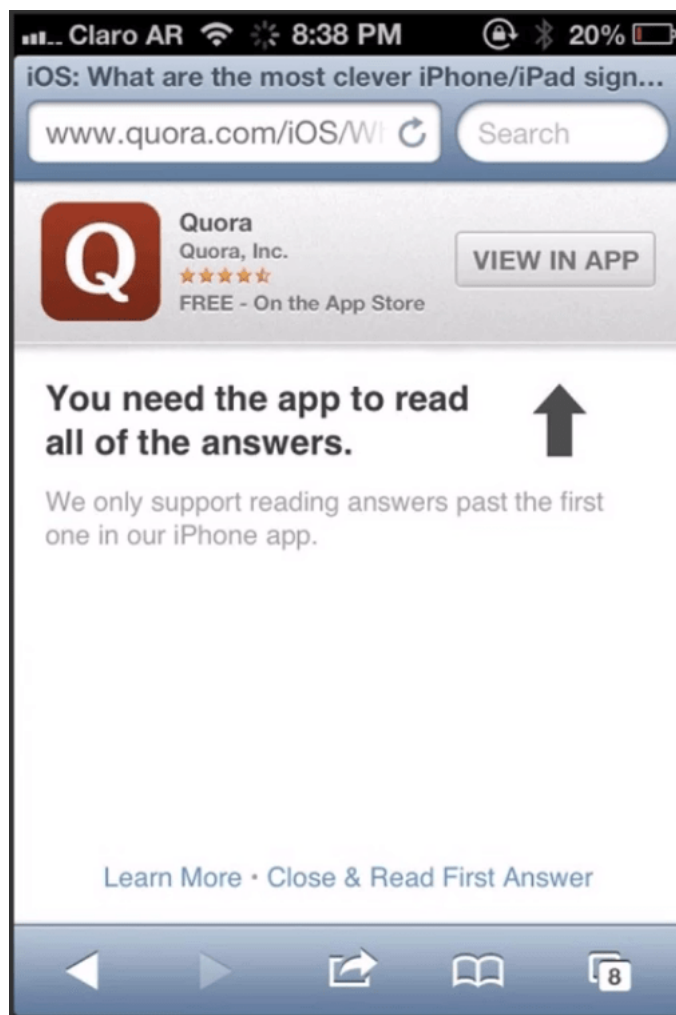 Claro AR 8:38 PM 20%
iOS: What are the most clever iPhone/iPad sign...
www.quora.com/iOS/Wh Search
Q
Quora
Quora, Inc.
FREE - On the App Store
VIEW IN APP
You need the app to read
all of the answers.
We only support reading answers past the first
one in our iPhone app.
Learn More · Close & Read First Answer
8